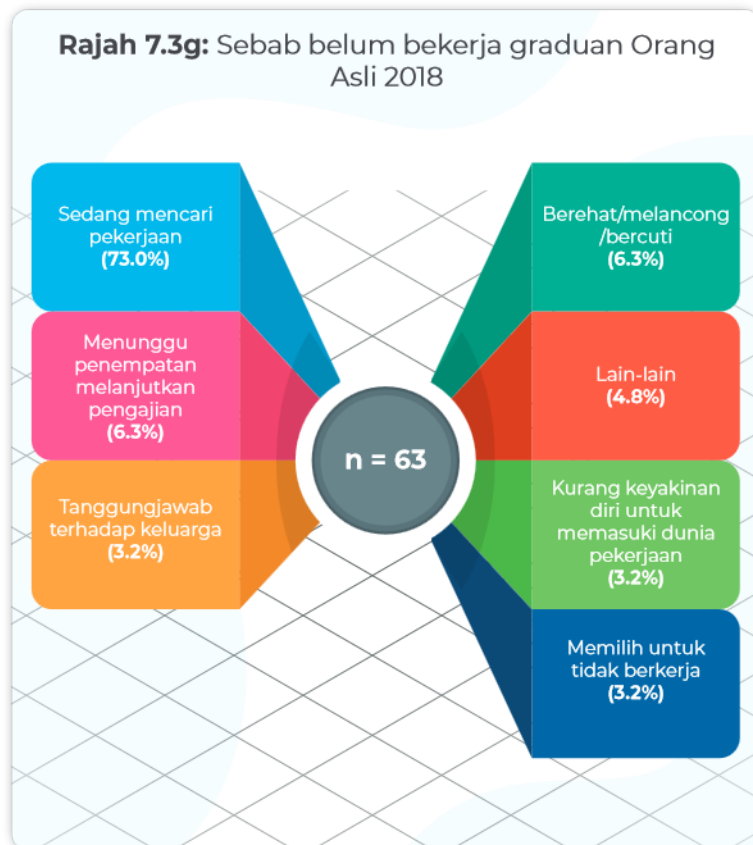 Rajah 7.3g: Sebab belum bekerja graduan Orang
Asli 2018
Sedang mencari
pekerjaan
(73.0%)
Menunggu
penempatan
melanjutkan
pengajian
(6.3%)
Tanggungjawab
terhadap keluarga
(3.2%)
n = 63
Berehat/melancong
/bercuti
(6.3%)
Lain-lain
(4.8%)
Kurang keyakinan
diri untuk
memasuki dunia
pekerjaan
(3.2%)
Memilih untuk
tidak berkerja
(3.2%)